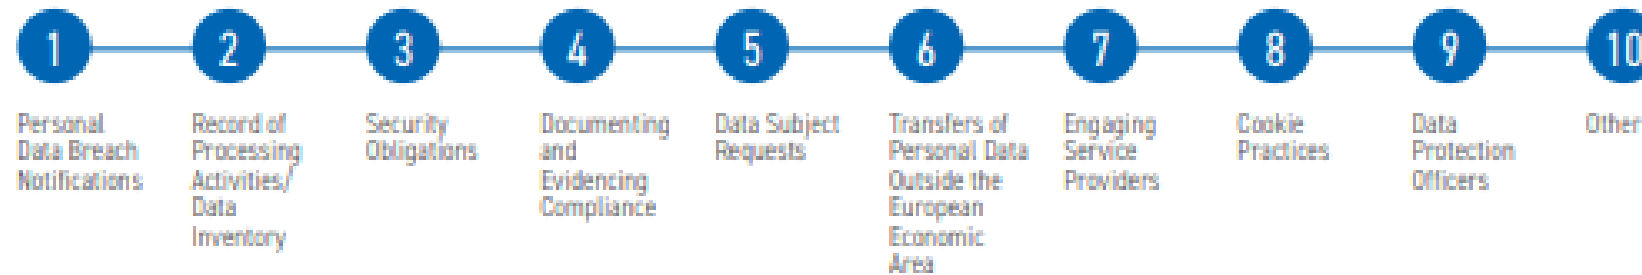 1
Personal
Data Breach
Notifications
2
Record of
Processing
Activities/
Data
Inventory
3
Security
Obligations
4
Documenting
and
Evidencing
Compliance
5
Data Subject
Requests
6
Transfers of
Personal Data
Outside the
European
Economic
Area
7
Engaging
Service
Providers
8
Cookie
Practices
9
Data
Protection
Officers
10
Other